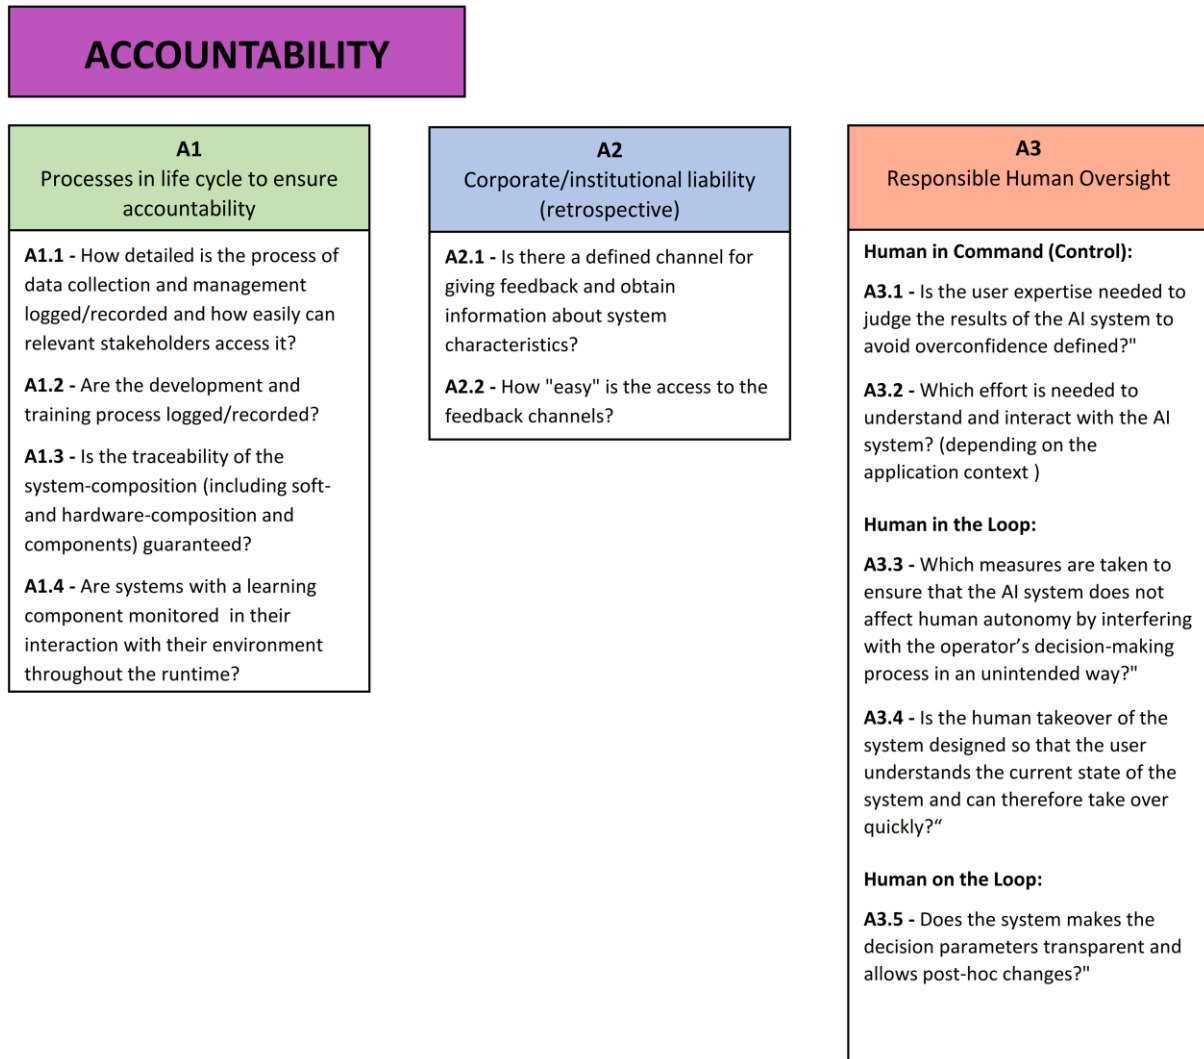 ACCOUNTABILITY
A1
Processes in life cycle to ensure
accountability
A1.1 - How detailed is the process of
data collection and management
logged/recorded and how easily can
relevant stakeholders access it?
A1.2 - Are the development and
training process logged/recorded?
A1.3 - Is the traceability of the
system-composition (including soft-
and hardware-composition and
components) guaranteed?
A1.4 - Are systems with a learning
component monitored  in their
interaction with their environment
throughout the runtime?
A2
Corporate/institutional liability
(retrospective)
A2.1 - Is there a defined channel for
giving feedback and obtain
information about system
characteristics?
A2.2 - How "easy" is the access to the
feedback channels?
A3
Responsible Human Oversight
Human in Command (Control):
A3.1 - Is the user expertise needed to
judge the results of the AI system to
avoid overconfidence defined?"
A3.2 - Which effort is needed to
understand and interact with the AI
system? (depending on the
application context )
Human in the Loop:
A3.3 - Which measures are taken to
ensure that the AI system does not
affect human autonomy by interfering
with the operator’s decision-making
process in an unintended way?"
A3.4 - Is the human takeover of the
system designed so that the user
understands the current state of the
system and can therefore take over
quickly?“
Human on the Loop:
A3.5 - Does the system makes the
decision parameters transparent and
allows post-hoc changes?"